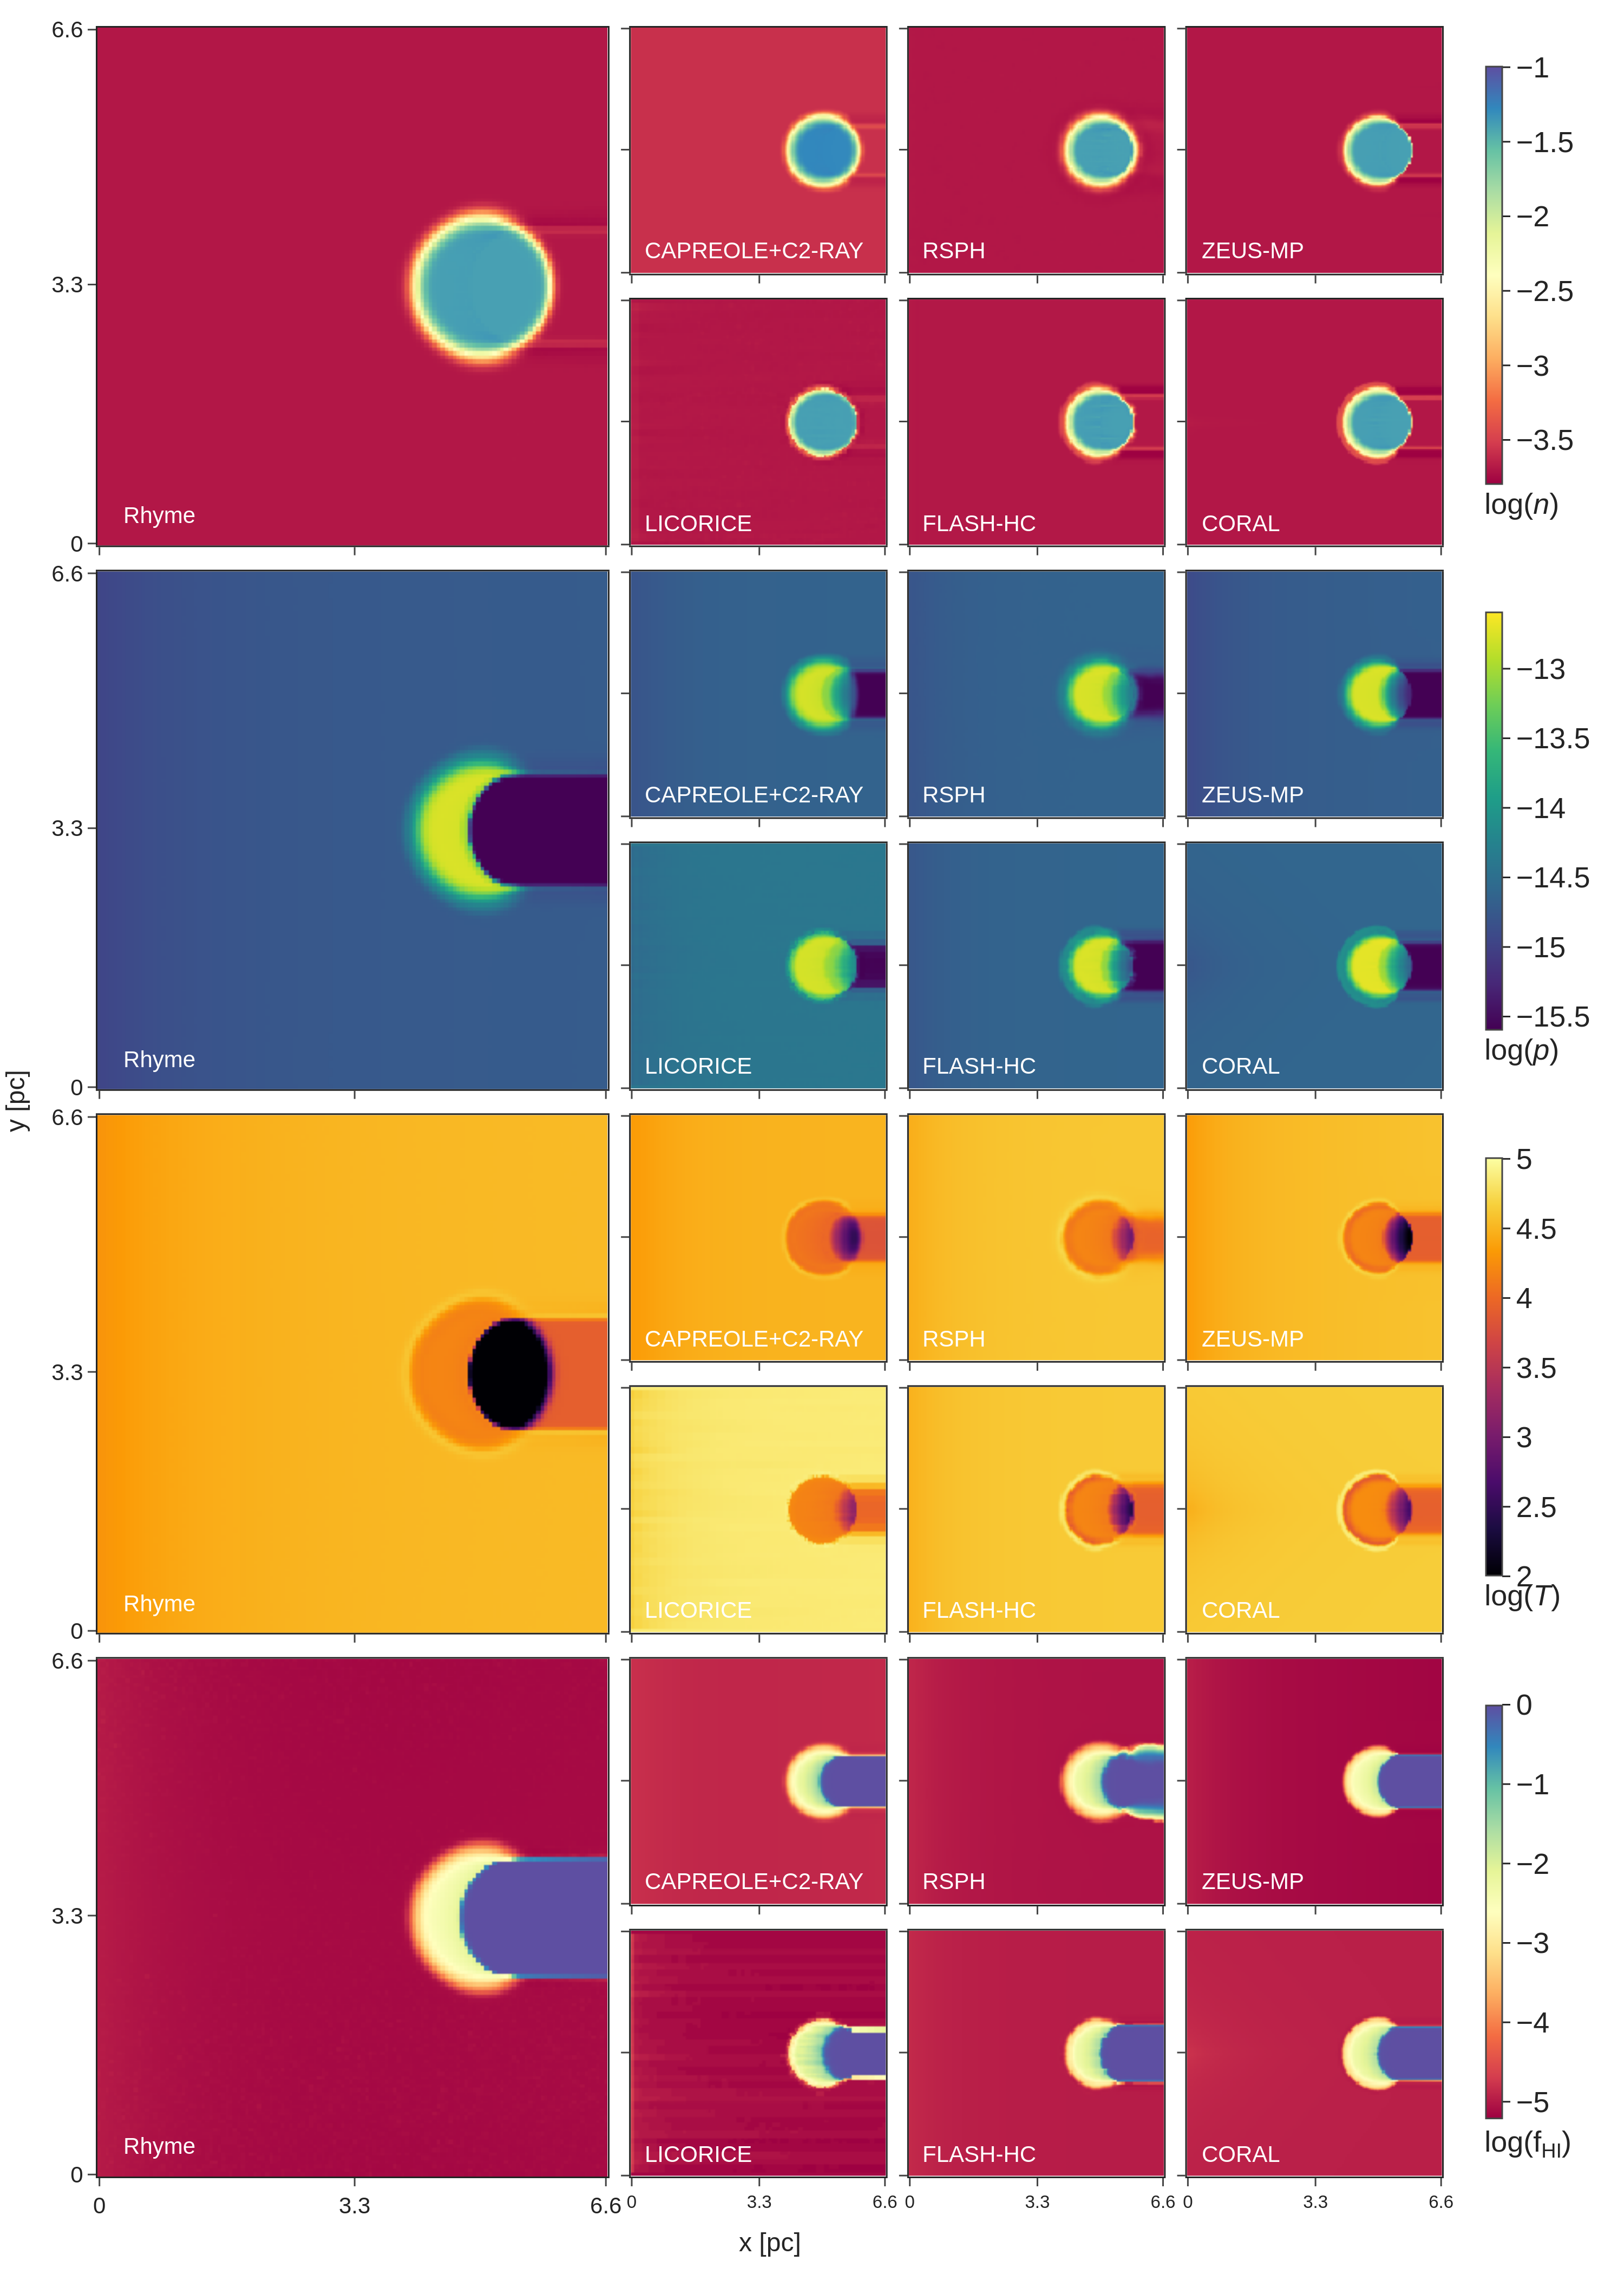 6.6
3.3
0
Rhyme
CAPREOLE+C2-RAY
RSPH
ZEUS-MP
LICORICE
FLASH-HC
CORAL
−1
−1.5
−2
−2.5
−3
−3.5
log(n)
6.6
3.3
0
Rhyme
CAPREOLE+C2-RAY
RSPH
ZEUS-MP
LICORICE
FLASH-HC
CORAL
−13
−13.5
−14
−14.5
−15
−15.5
log(p)
y [pc]
6.6
3.3
0
Rhyme
CAPREOLE+C2-RAY
RSPH
ZEUS-MP
LICORICE
FLASH-HC
CORAL
5
4.5
4
3.5
3
2.5
2
log(T)
6.6
3.3
0
Rhyme
CAPREOLE+C2-RAY
RSPH
ZEUS-MP
LICORICE
FLASH-HC
CORAL
0
−1
−2
−3
−4
−5
log(fHI)
0 3.3 6.6 0 3.3 6.6 0 3.3 6.6 0 3.3 6.6
x [pc]